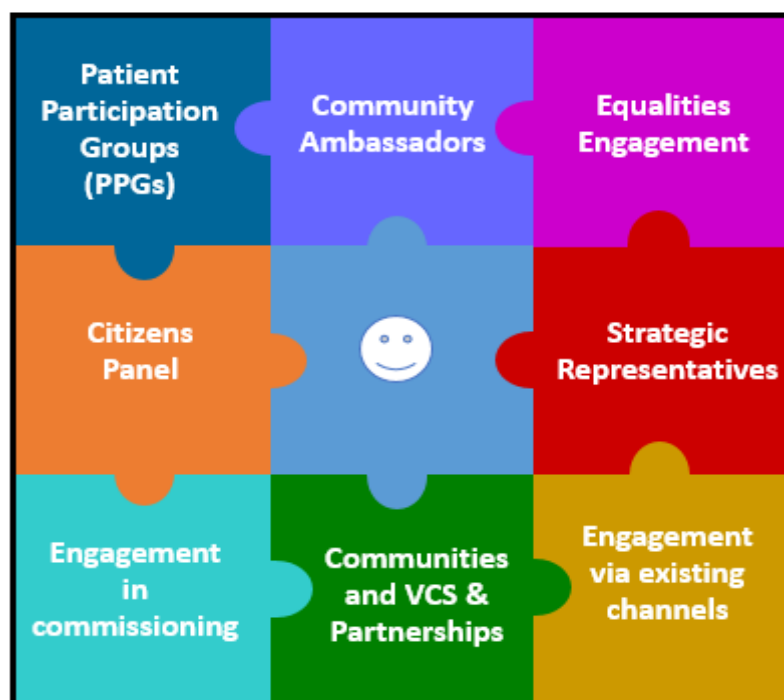 Patient
Participation
Groups
(PPGs)
Community
Ambassadors
Equalities
Engagement
Citizens
Panel
Strategic
Representatives
Engagement
in
commissioning
Communities
and VCS &
Partnerships
Engagement
via existing
channels